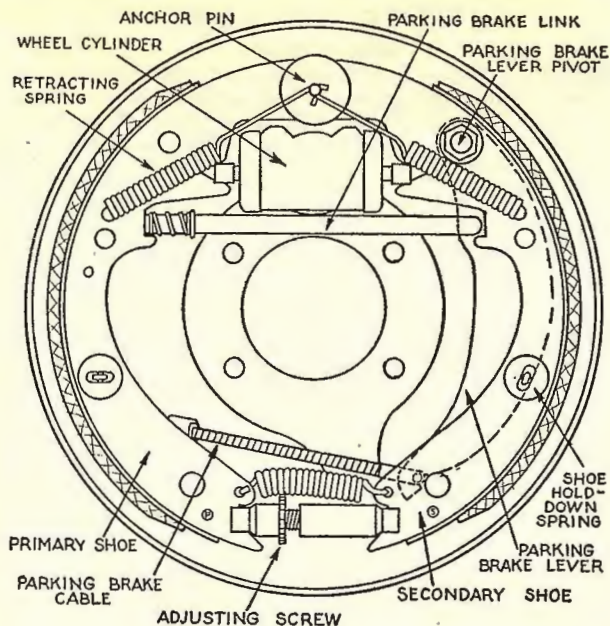 ANCHOR PIN
WHEEL CYLINDER
RETRACTING
SPRING
PARKING BRAKE LINK
PARKING BRAKE
LEVER PIVOT
SHOE
HOLD-
DOWN
SPRING
PARKING
BRAKE LEVER
SECONDARY SHOE
ADJUSTING SCREW
PARKING BRAKE
CABLE
PRIMARY SHOE
P
S